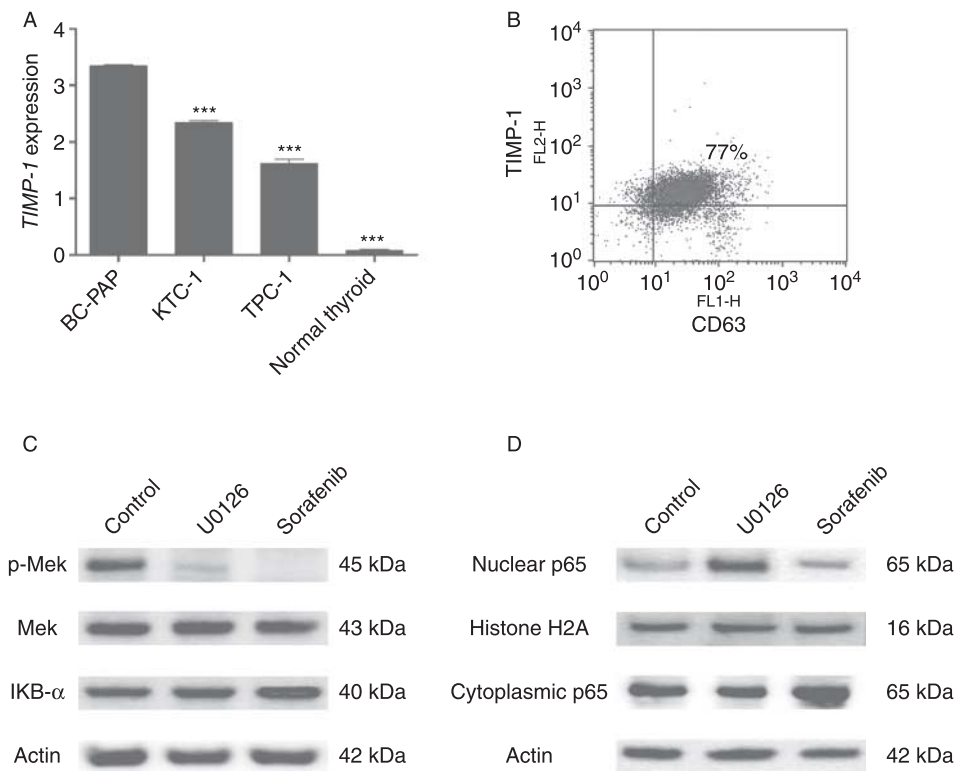 A
TIMP-1 expression
4
3
2
1
0
***
***
***
BC-PAP
KTC-1
TPC-1
Normal thyroid
B
TIMP-1
FL2-H
10⁴
10³
10²
10¹
10⁰
77%
10⁰ 10¹ 10² 10³ 10⁴
FL1-H
CD63
C
Control U0126 Sorafenib
p-Mek 45 kDa
Mek 43 kDa
IKB-α 40 kDa
Actin 42 kDa
D
Control U0126 Sorafenib
Nuclear p65 65 kDa
Histone H2A 16 kDa
Cytoplasmic p65 65 kDa
Actin 42 kDa